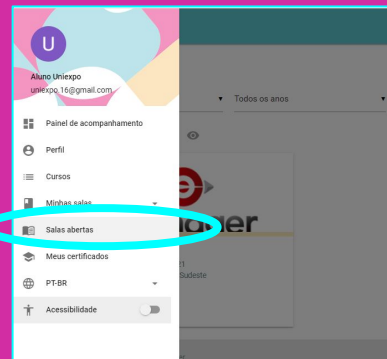 U
Aluno Uniexpo
uniexpo.16@gmail.com
Todos os anos
Painel de acompanhamento
Perfil
Cursos
Minhas salas
Salas abertas
Meus certificados
Sudeste
PT-BR
Acessibilidade